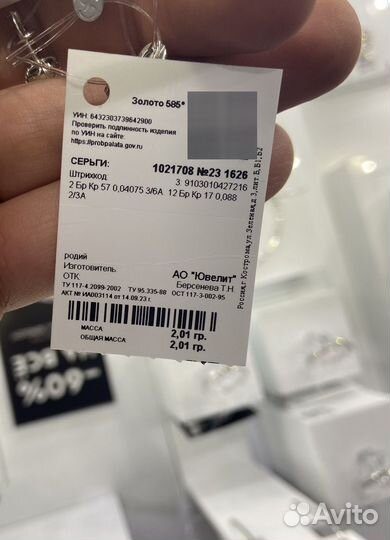 Золото 585*
УИН: 6432303739642900
Проверить подлинность изделия
по УИН на сайте:
https://probpalata.gov.ru
СЕРЬГИ: 1021708 №23 1626
Штрихкод: 3 9103010427216
2 Бр Кр 57 0,04075 3/6А 12 Бр Кр 17 0,088
2/3А
родий
Изготовитель АО "Ювелит"
ОТК Берсенева Т.Н.
ТУ 117-4.2099-2002 ТУ 95.335-88 ОСТ 117-3-002-95
АКТ № ИА003114 от 14.09.23 г.
МАССА 2,01 гр.
ОБЩАЯ МАССА 2,01 гр.
Россия,г.Кострома,ул.Зеленая,д.3,лит.Б,Б1,Б2
ВСЕ
-60%
Avito